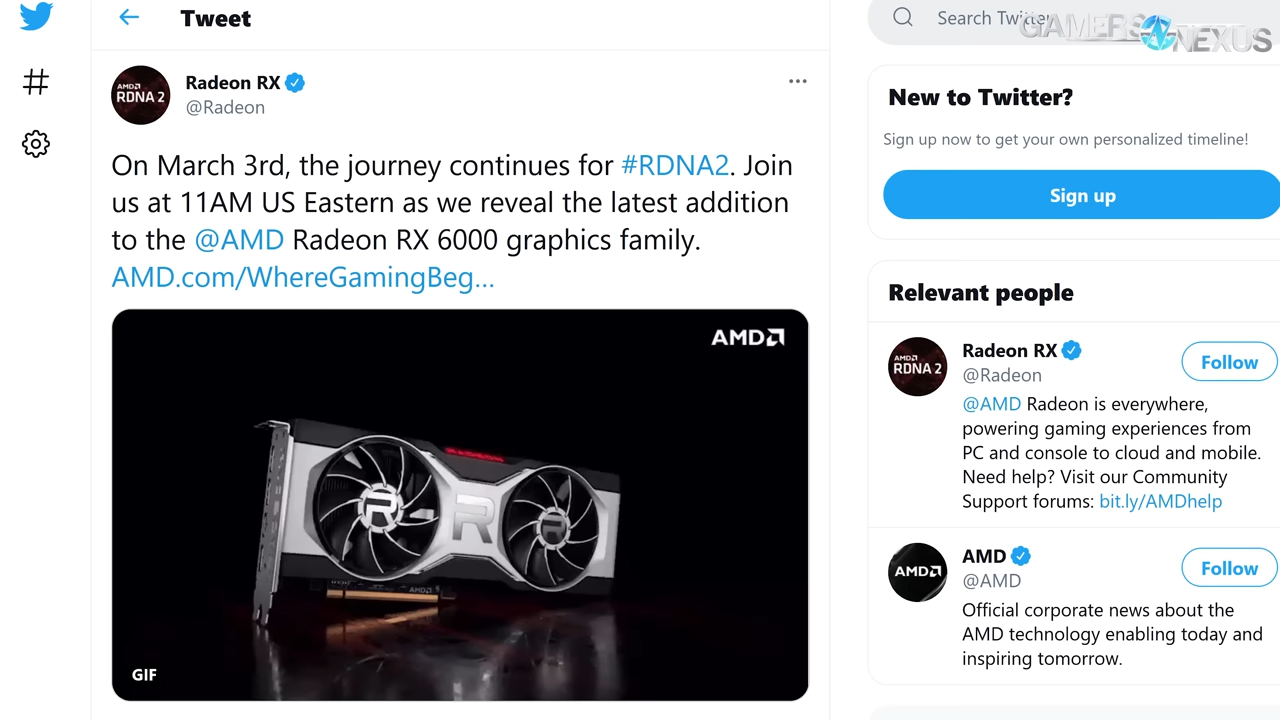 Tweet
Radeon RX
@Radeon
On March 3rd, the journey continues for #RDNA2. Join
us at 11AM US Eastern as we reveal the latest addition
to the @AMD Radeon RX 6000 graphics family.
AMD.com/WhereGamingBeg...
AMD
RDNA 2
AMD
R
R
R
AMD
GIF
Search Twitter
GAMERS
NEXUS
New to Twitter?
Sign up now to get your own personalized timeline!
Sign up
Relevant people
AMD
RDNA 2
Radeon RX
@Radeon
Follow
@AMD Radeon is everywhere,
powering gaming experiences from
PC and console to cloud and mobile.
Need help? Visit our Community
Support forums: bit.ly/AMDhelp
AMD
AMD
@AMD
Follow
Official corporate news about the
AMD technology enabling today and
inspiring tomorrow.